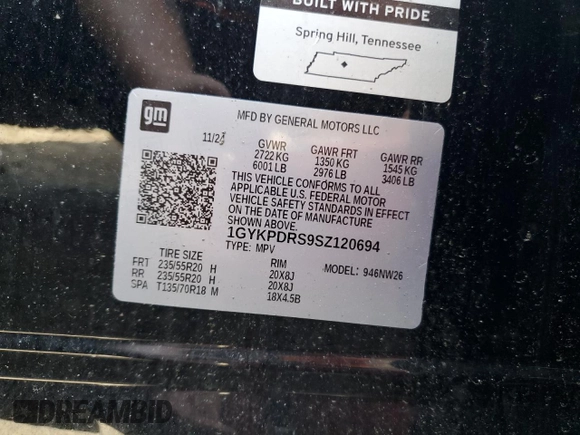 BUILT WITH PRIDE
Spring Hill, Tennessee
gm
MFD BY GENERAL MOTORS LLC
GVWR GAWR FRT GAWR RR
2722 KG 1350 KG 1545 KG
6001 LB 2976 LB 3406 LB
THIS VEHICLE CONFORMS TO ALL
APPLICABLE U.S. FEDERAL MOTOR
VEHICLE SAFETY STANDARDS IN EFFECT
ON THE DATE OF MANUFACTURE
SHOWN ABOVE.
1GYKPDRS9SZ120694
TYPE: MPV
TIRE SIZE RIM MODEL: 946NW26
FRT 235/55R20 H 20X8J
RR 235/55R20 H 20X8J
SPA T135/70R18 M 18X4.5B
DREAMBID